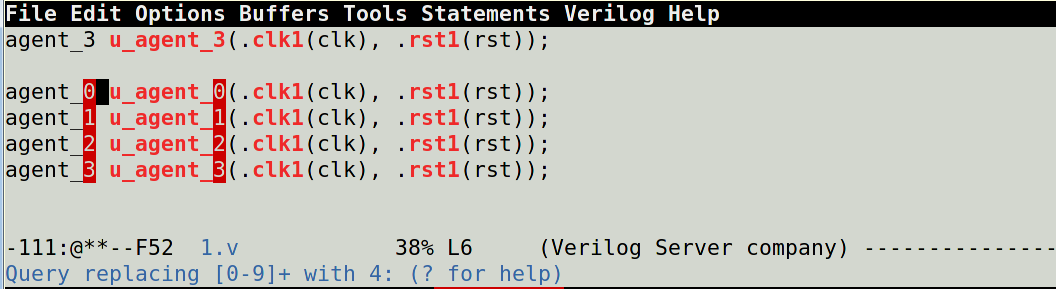 File Edit Options Buffers Tools Statements Verilog Help
agent_3 u_agent_3(.clk1(clk), .rst1(rst));
agent_0 u_agent_0(.clk1(clk), .rst1(rst));
agent_1 u_agent_1(.clk1(clk), .rst1(rst));
agent_2 u_agent_2(.clk1(clk), .rst1(rst));
agent_3 u_agent_3(.clk1(clk), .rst1(rst));
-111:@**--F52  1.v            38% L6     (Verilog Server company) ---------------
Query replacing [0-9]+ with 4: (? for help)